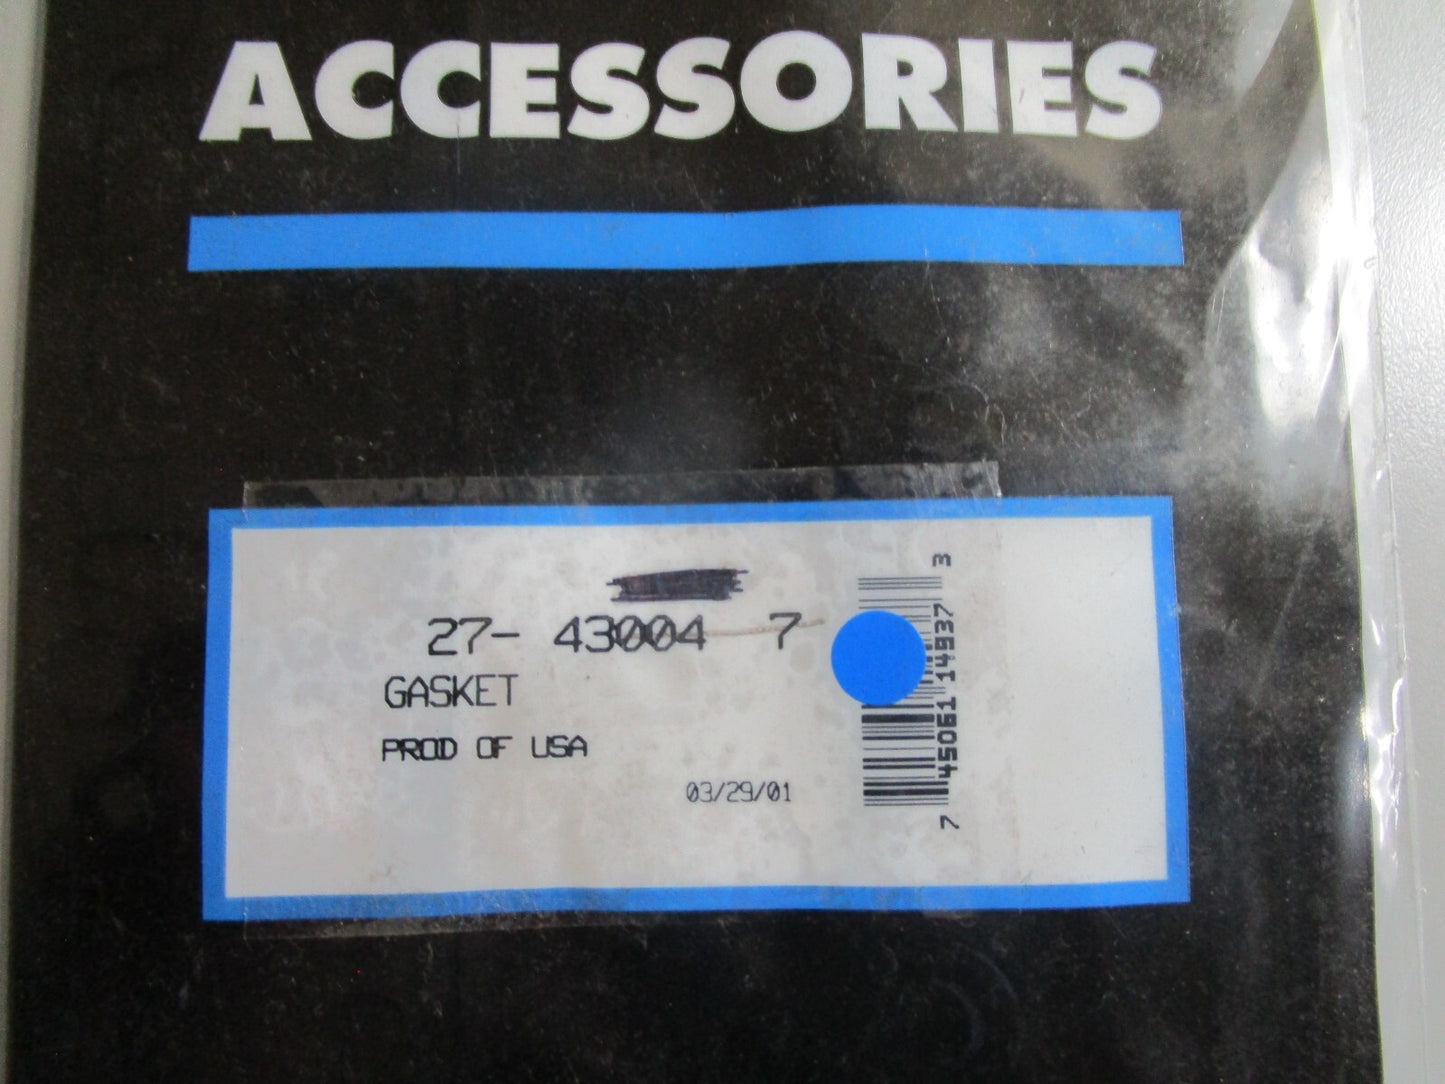 ACCESSORIES
27- 43004 7
GASKET
PROD OF USA
03/29/01
7 45061 14937 3